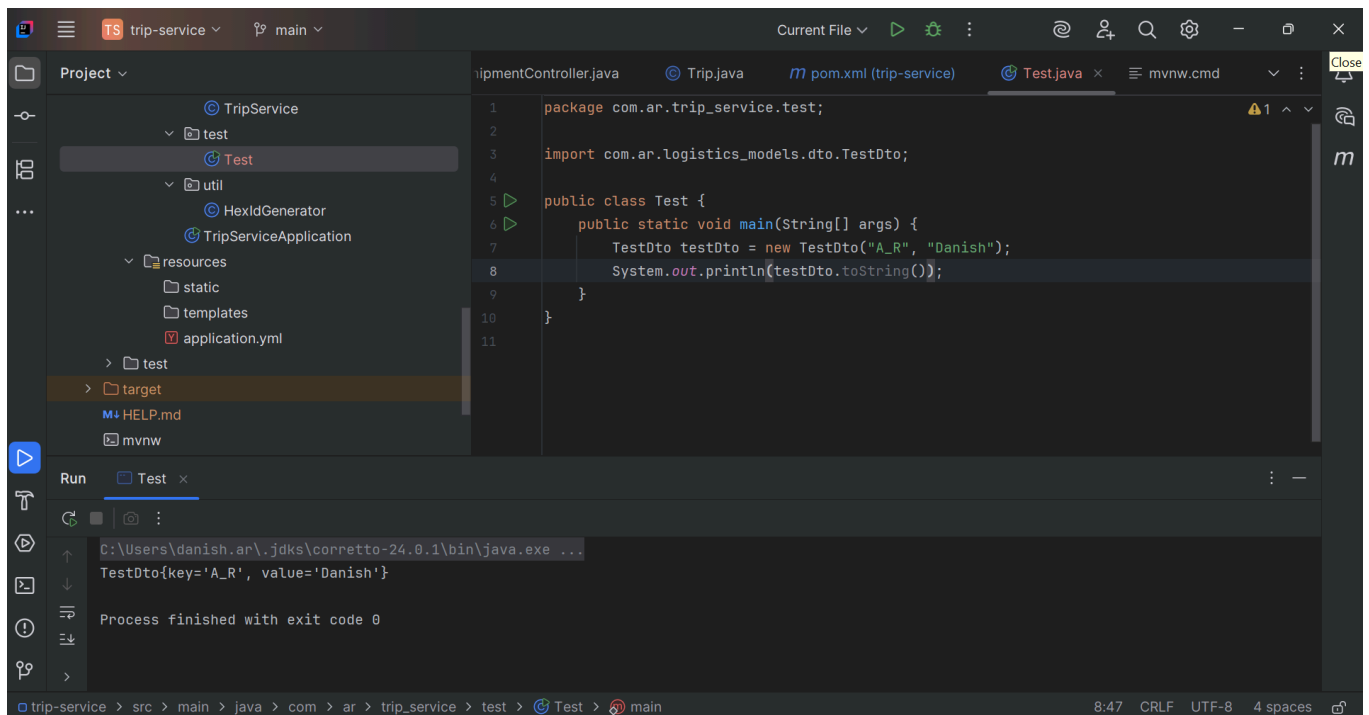 TS trip-service main Current File
Project
hipmentController.java Trip.java pom.xml (trip-service) Test.java mvnw.cmd
Close
TripService
test
Test
util
HexIdGenerator
TripServiceApplication
resources
static
templates
application.yml
test
target
HELP.md
mvnw
1 package com.ar.trip_service.test;
2
3 import com.ar.logistics_models.dto.TestDto;
4
5 public class Test {
6 public static void main(String[] args) {
7 TestDto testDto = new TestDto("A_R", "Danish");
8 System.out.println(testDto.toString());
9 }
10 }
11
1
m
Run Test
C:\Users\danish.ar\.jdks\corretto-24.0.1\bin\java.exe ...
TestDto{key='A_R', value='Danish'}
Process finished with exit code 0
trip-service > src > main > java > com > ar > trip_service > test > Test > main 8:47 CRLF UTF-8 4 spaces